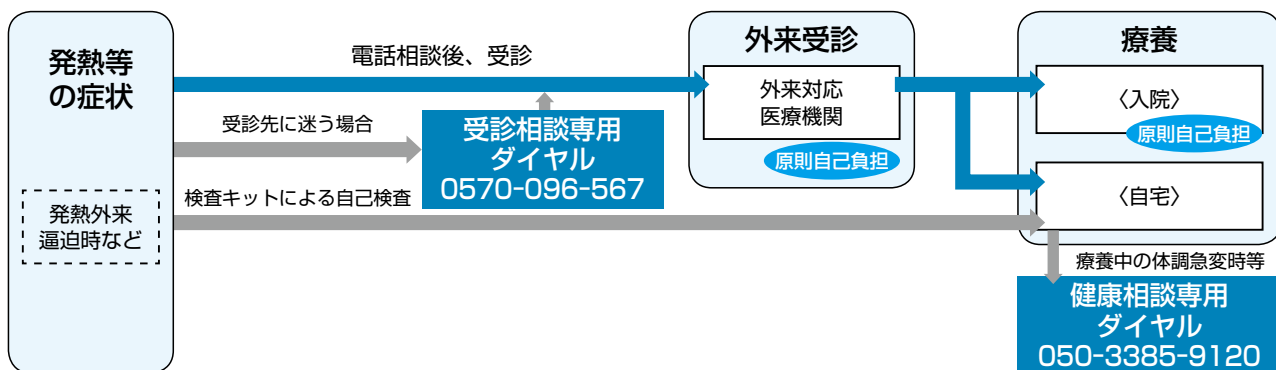 発熱等
の症状
発熱外来
逼迫時など
電話相談後、受診
受診先に迷う場合
受診相談専用
ダイヤル
0570-096-567
検査キットによる自己検査
外来受診
外来対応
医療機関
原則自己負担
療養
〈入院〉
原則自己負担
〈自宅〉
療養中の体調急変時等
健康相談専用
ダイヤル
050-3385-9120